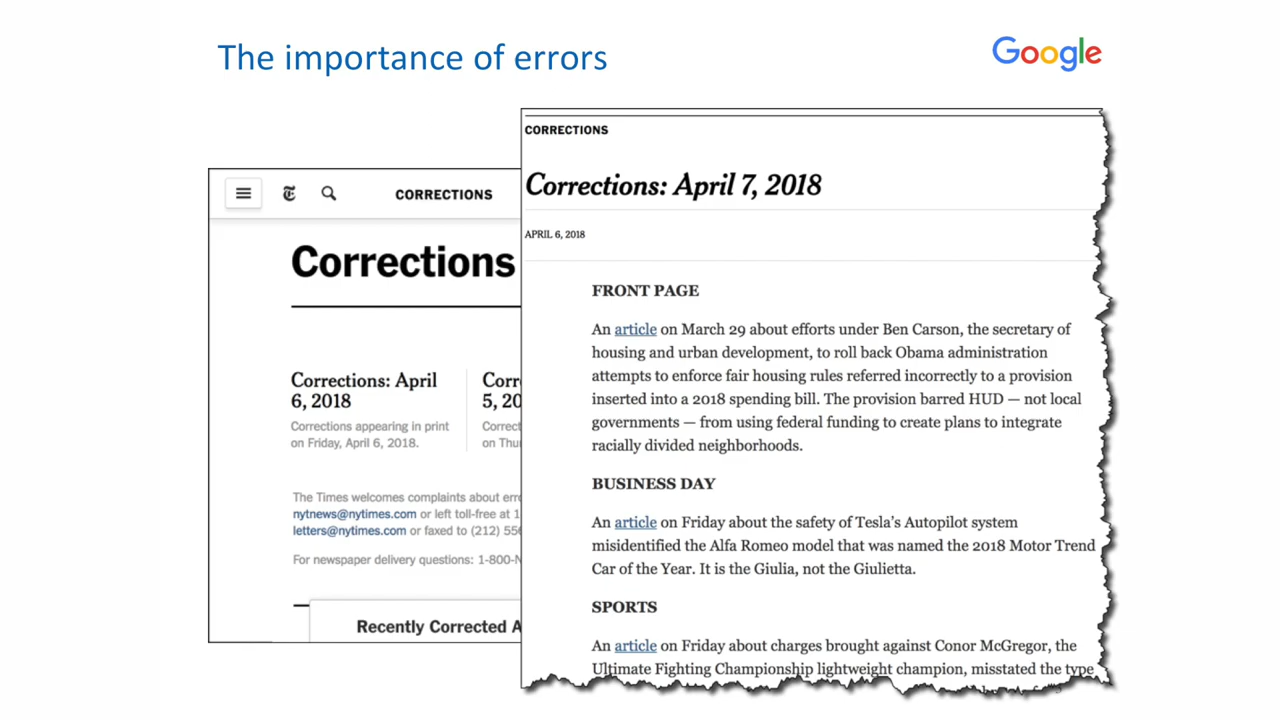 The importance of errors
Google
CORRECTIONS
Corrections
Corrections: April
6, 2018
Corrections appearing in print
on Friday, April 6, 2018.
The Times welcomes complaints about
nytnews@nytimes.com or left toll-free at 1
letters@nytimes.com or faxed to (212)
For newspaper delivery questions: 1-800-
Recently Corrected
CORRECTIONS
Corrections: April 7, 2018
APRIL 6, 2018
FRONT PAGE
An article on March 29 about efforts under Ben Carson, the secretary of
housing and urban development, to roll back Obama administration
attempts to enforce fair housing rules referred incorrectly to a provision
inserted into a 2018 spending bill. The provision barred HUD — not local
governments — from using federal funding to create plans to integrate
racially divided neighborhoods.
BUSINESS DAY
An article on Friday about the safety of Tesla's Autopilot system
misidentified the Alfa Romeo model that was named the 2018 Motor Trend
Car of the Year. It is the Giulia, not the Giulietta.
SPORTS
An article on Friday about charges brought against Conor McGregor, the
Ultimate Fighting Championship lightweight champion, misstated the type